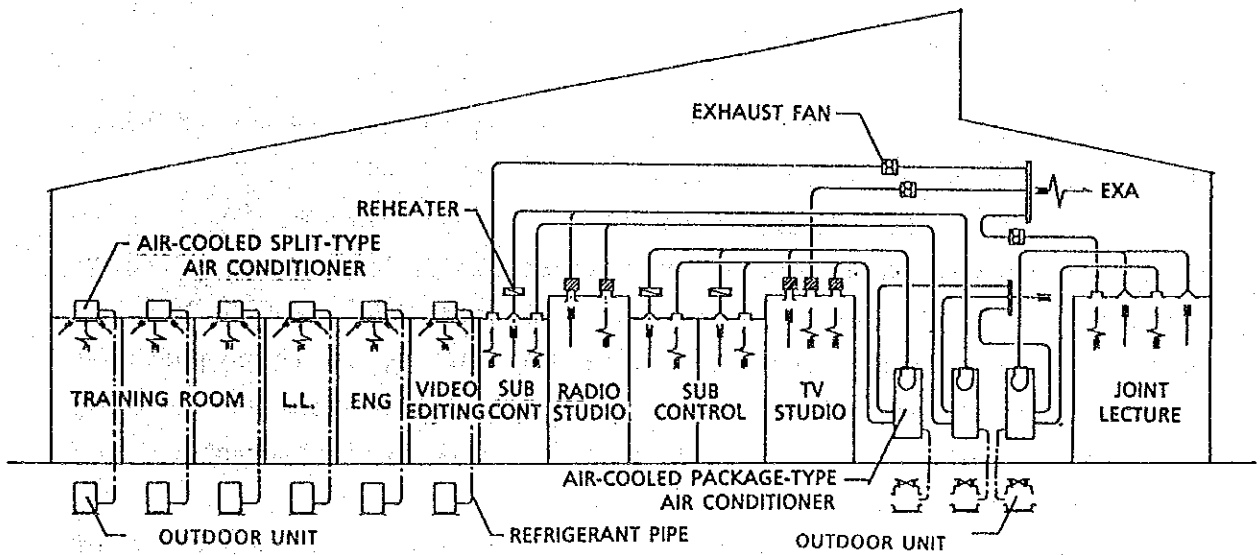 EXHAUST FAN
EXA
REHEATER
AIR-COOLED SPLIT-TYPE
AIR CONDITIONER
TRAINING ROOM
L.L.
ENG
VIDEO
EDITING
SUB
CONT
RADIO
STUDIO
SUB
CONTROL
TV
STUDIO
JOINT
LECTURE
AIR-COOLED PACKAGE-TYPE
AIR CONDITIONER
OUTDOOR UNIT
REFRIGERANT PIPE
OUTDOOR UNIT